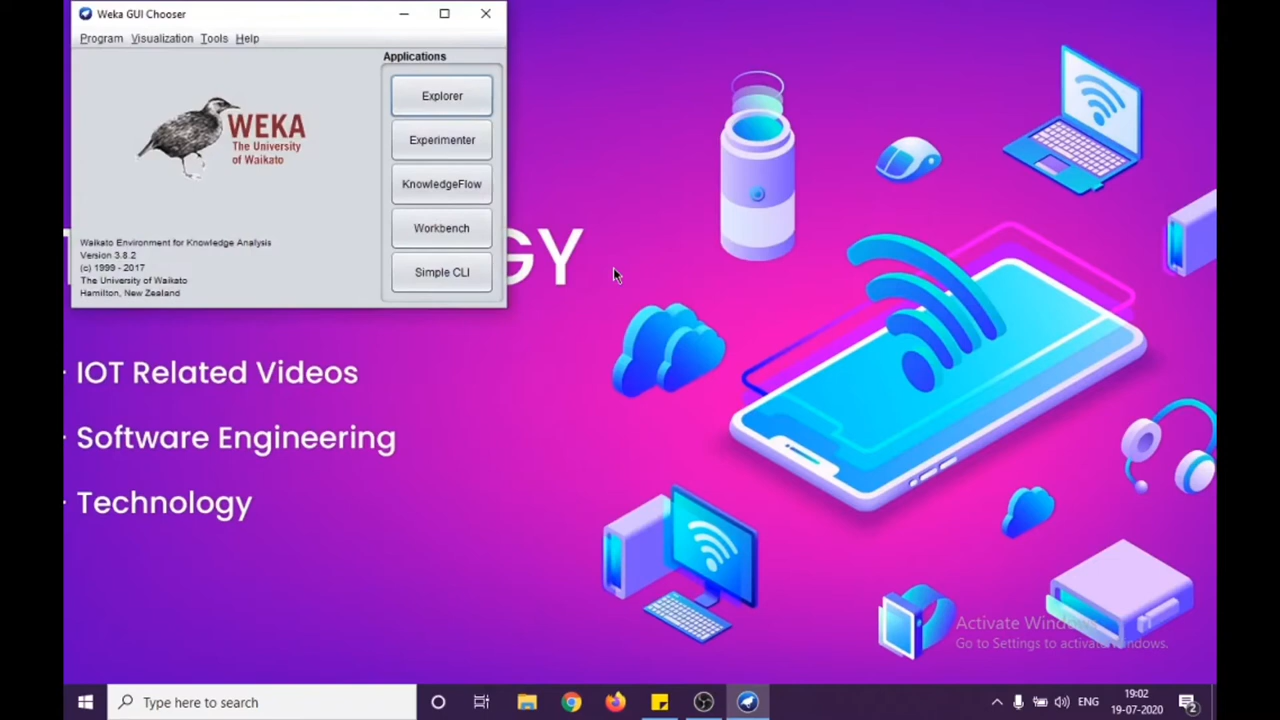 Weka GUI Chooser
Program Visualization Tools Help
Applications
Explorer
Experimenter
KnowledgeFlow
Workbench
Simple CLI
WEKA
The University
of Waikato
Waikato Environment for Knowledge Analysis
Version 3.8.2
(c) 1999 - 2017
The University of Waikato
Hamilton, New Zealand
GY
IOT Related Videos
Software Engineering
Technology
Activate Windows
Go to Settings to activate Windows.
Type here to search
ENG
19:02
19-07-2020
2